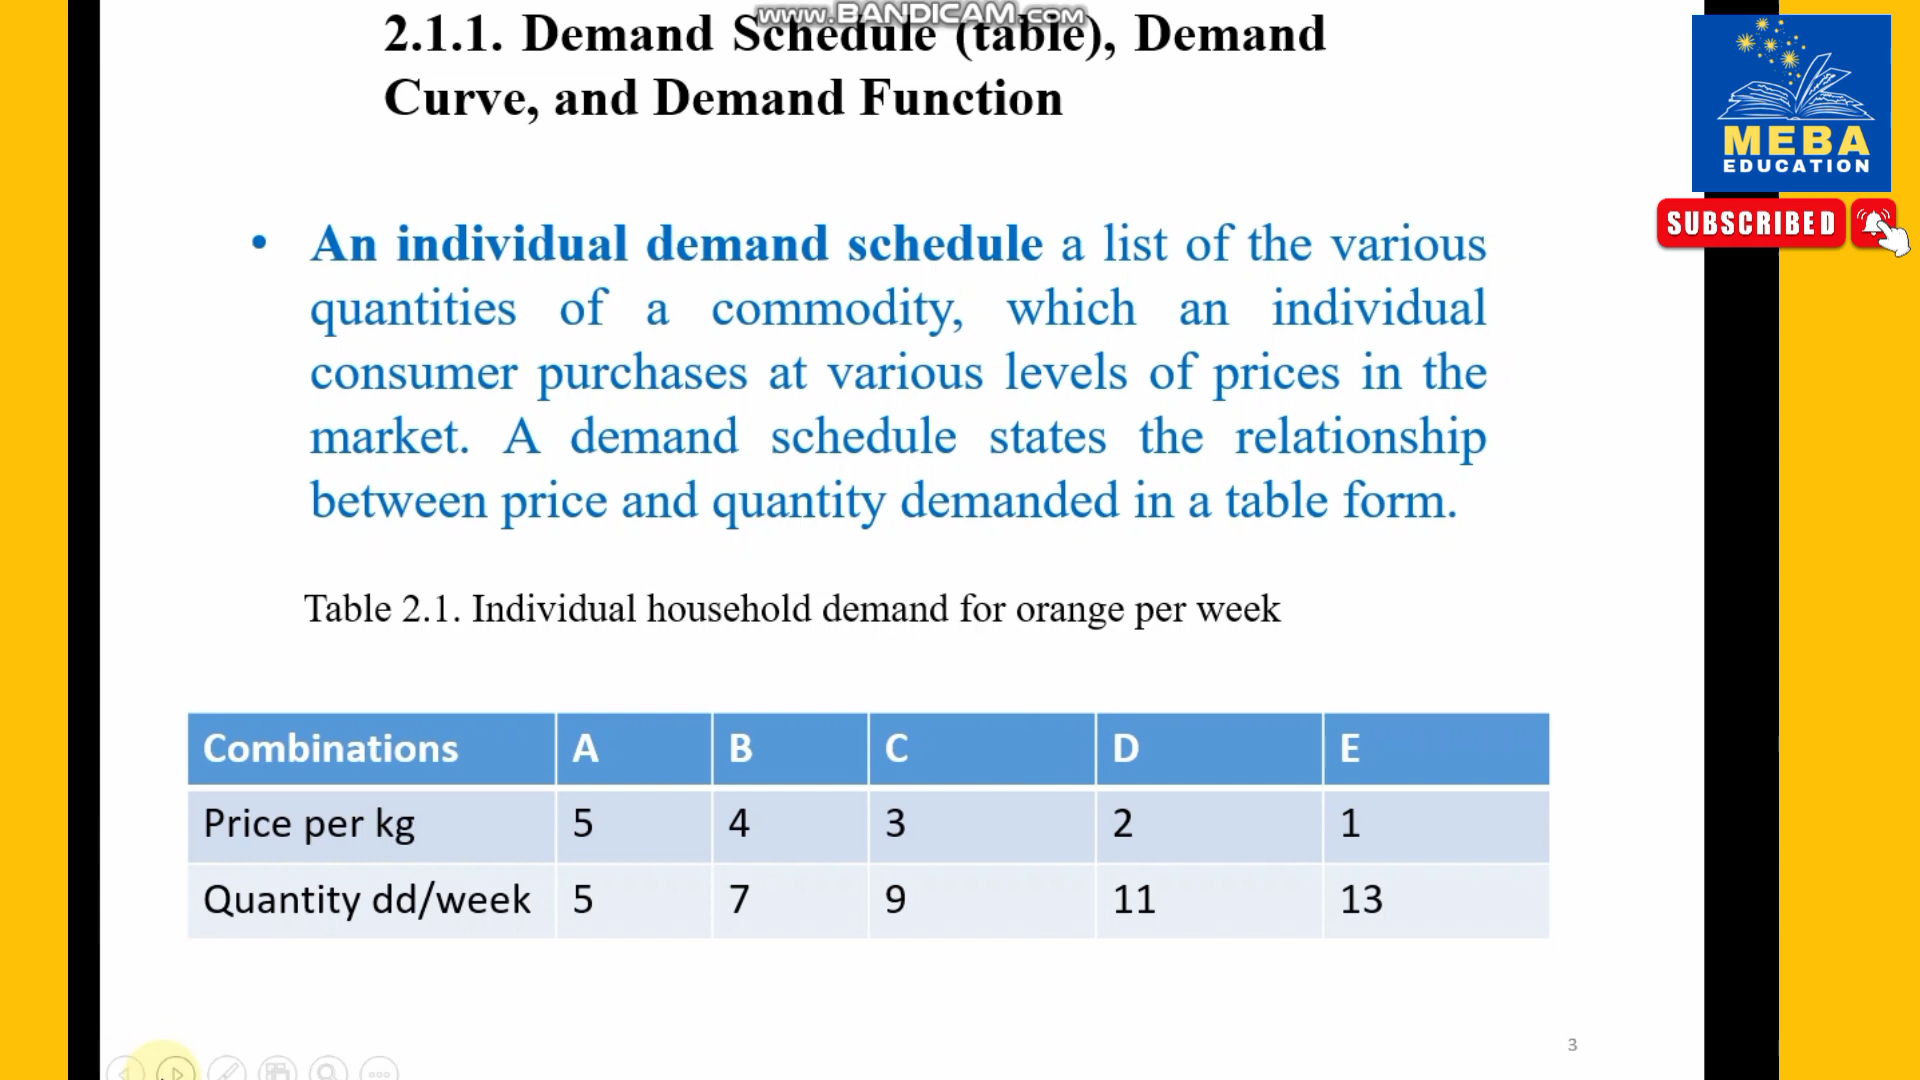 www.BANDICAM.com
2.1.1. Demand Schedule (table), Demand
Curve, and Demand Function
MEBA
EDUCATION
SUBSCRIBED
• An individual demand schedule a list of the various
quantities of a commodity, which an individual
consumer purchases at various levels of prices in the
market. A demand schedule states the relationship
between price and quantity demanded in a table form.
Table 2.1. Individual household demand for orange per week
Combinations A B C D E
Price per kg 5 4 3 2 1
Quantity dd/week 5 7 9 11 13
3